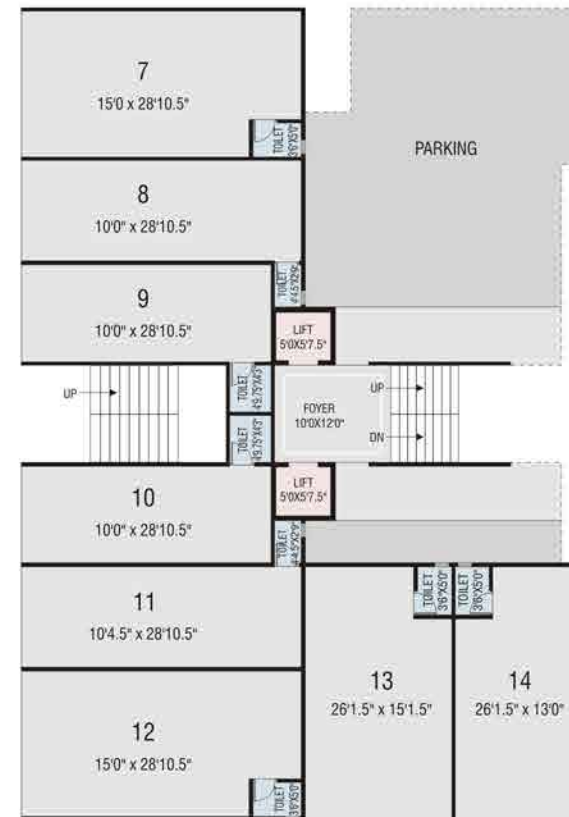 7
15'0 x 28'10.5"
TOILET
3'6'X5'0"
PARKING
8
10'0" x 28'10.5"
TOILET
4'4.5"X2'9"
9
10'0" x 28'10.5"
LIFT
5'0X5'7.5"
UP
TOILET
4'9.75"X4'3"
FOYER
10'0X12'0"
UP
DN
TOILET
4'9.75"X4'3"
LIFT
5'0X5'7.5"
10
10'0" x 28'10.5"
TOILET
4'4.5"X2'9"
11
10'4.5" x 28'10.5"
TOILET
3'6"X5'0"
TOILET
3'6"X5'0"
13
26'1.5" x 15'1.5"
14
26'1.5" x 13'0"
12
15'0" x 28'10.5"
TOILET
3'6'X5'0"